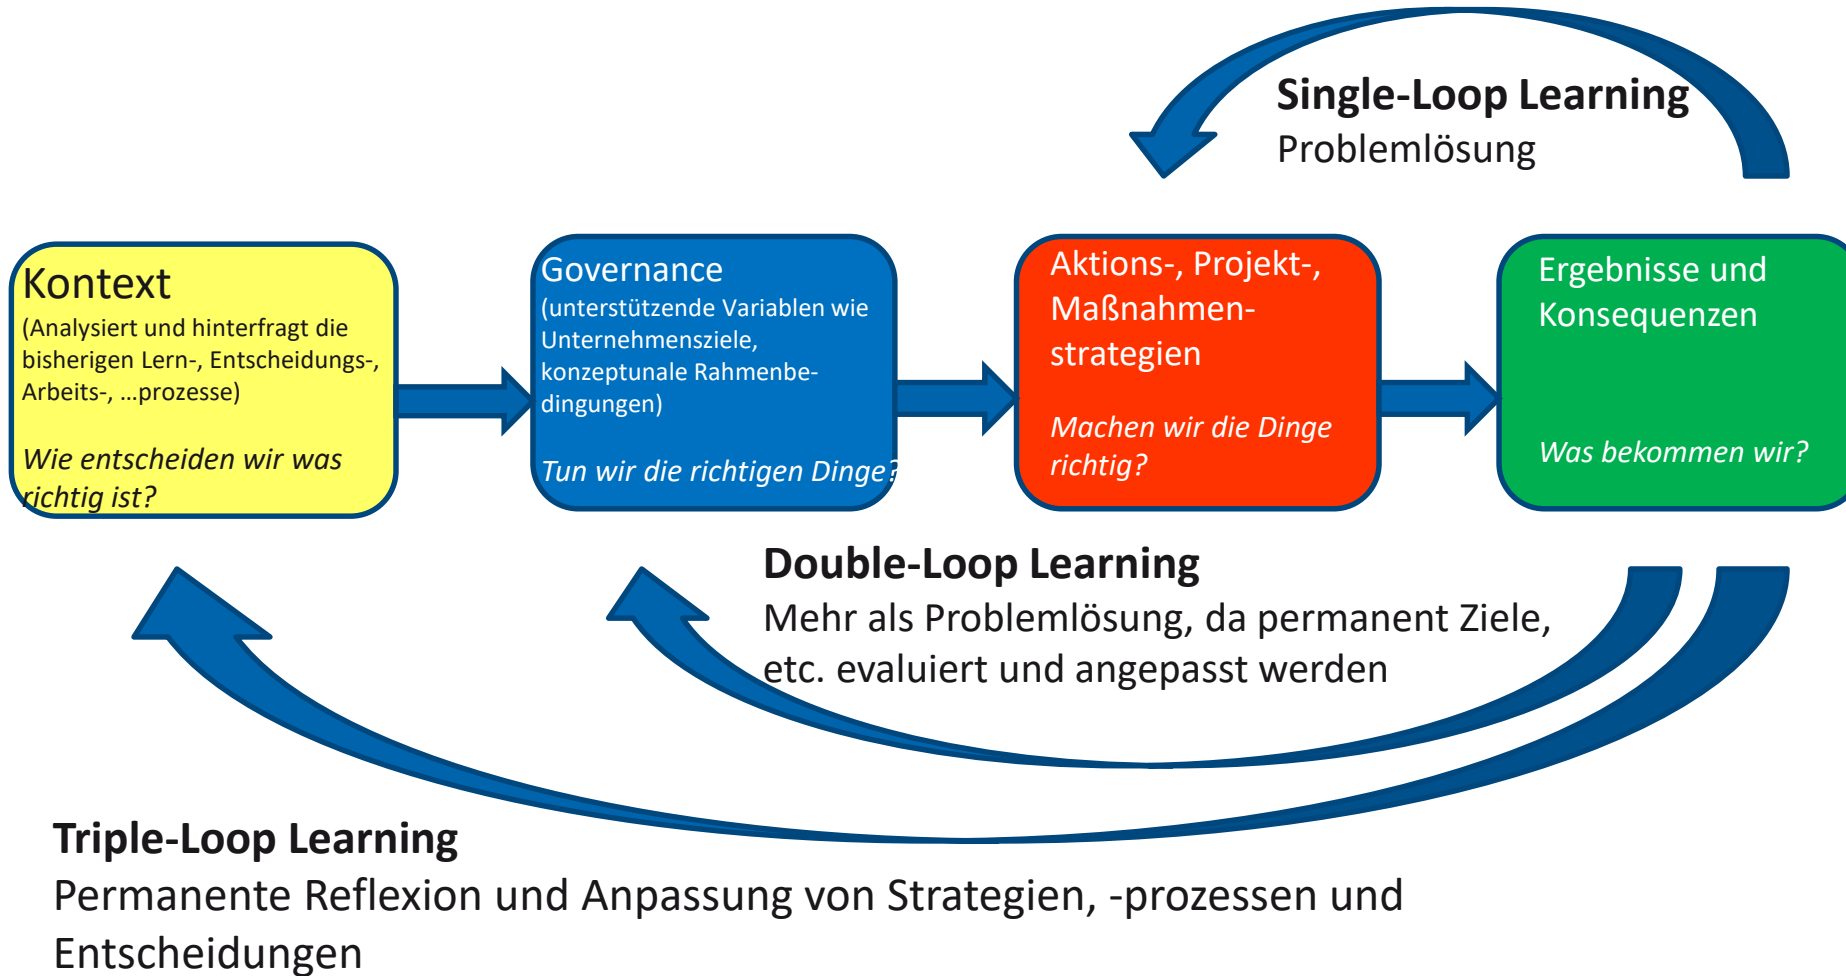 Single-Loop Learning
Problemlösung
Kontext
(Analysiert und hinterfragt die
bisherigen Lern-, Entscheidungs-,
Arbeits-, ...prozesse)
Wie entscheiden wir was
richtig ist?
Governance
(unterstützende Variablen wie
Unternehmensziele,
konzeptunale Rahmenbe-
dingungen)
Tun wir die richtigen Dinge?
Aktions-, Projekt-,
Maßnahmen-
strategien
Machen wir die Dinge
richtig?
Ergebnisse und
Konsequenzen
Was bekommen wir?
Double-Loop Learning
Mehr als Problemlösung, da permanent Ziele,
etc. evaluiert und angepasst werden
Triple-Loop Learning
Permanente Reflexion und Anpassung von Strategien, -prozessen und
Entscheidungen